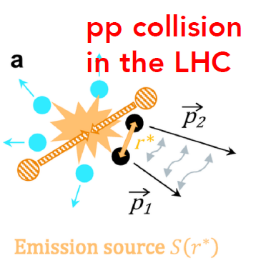 pp collision
a in the LHC
r*
p₂
p₁
Emission source S(r*)